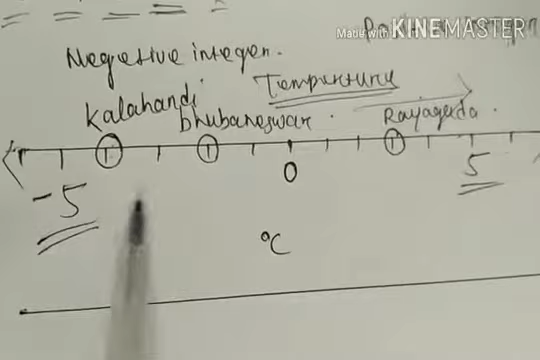 Made with KINEMASTER
Negative integer.
Temperature
Kalahandi
Bhubaneswar.
Rayagada.
0
5
-5
°C